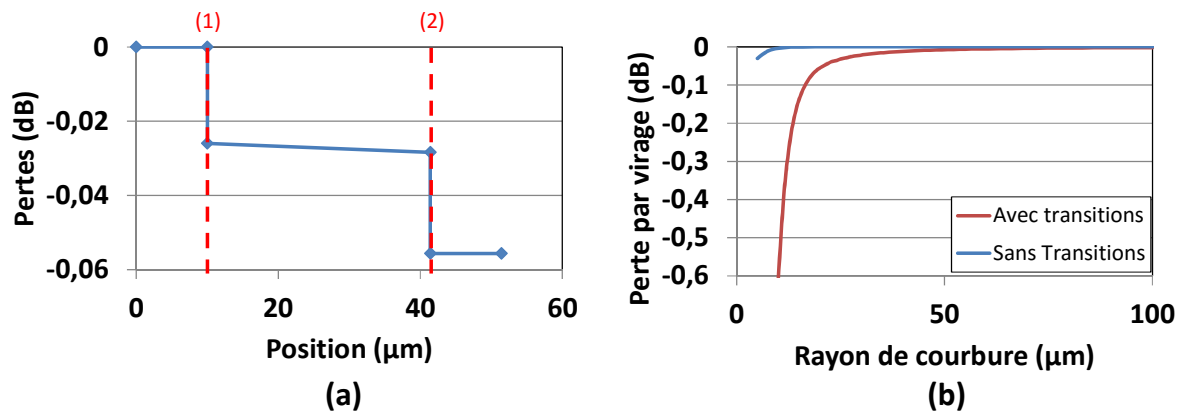 (1)
(2)
0
-0,02
-0,04
-0,06
Pertes (dB)
0
20
40
60
Position (µm)
(a)
0
-0,1
-0,2
-0,3
-0,4
-0,5
-0,6
Perte par virage (dB)
Avec transitions
Sans Transitions
0
50
100
Rayon de courbure (µm)
(b)